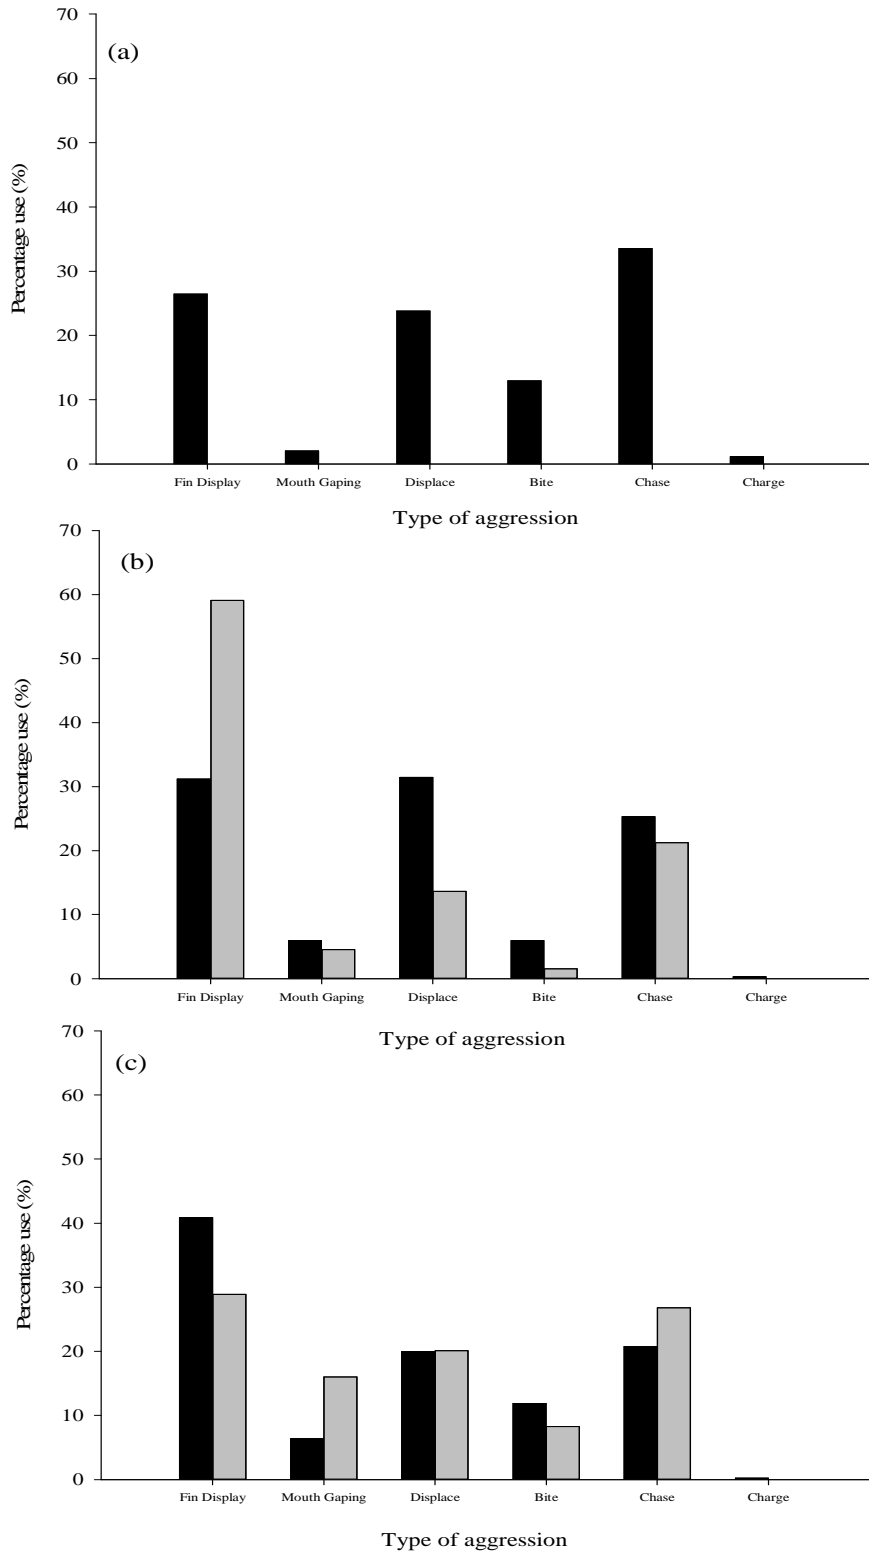 70
(a)
60
50
40
30
20
10
0
Percentage use (%)
Fin Display Mouth Gaping Displace Bite Chase Charge
Type of aggression
70
(b)
60
50
40
30
20
10
0
Percentage use (%)
Fin Display Mouth Gaping Displace Bite Chase Charge
Type of aggression
70
(c)
60
50
40
30
20
10
0
Percentage use (%)
Fin Display Mouth Gaping Displace Bite Chase Charge
Type of aggression